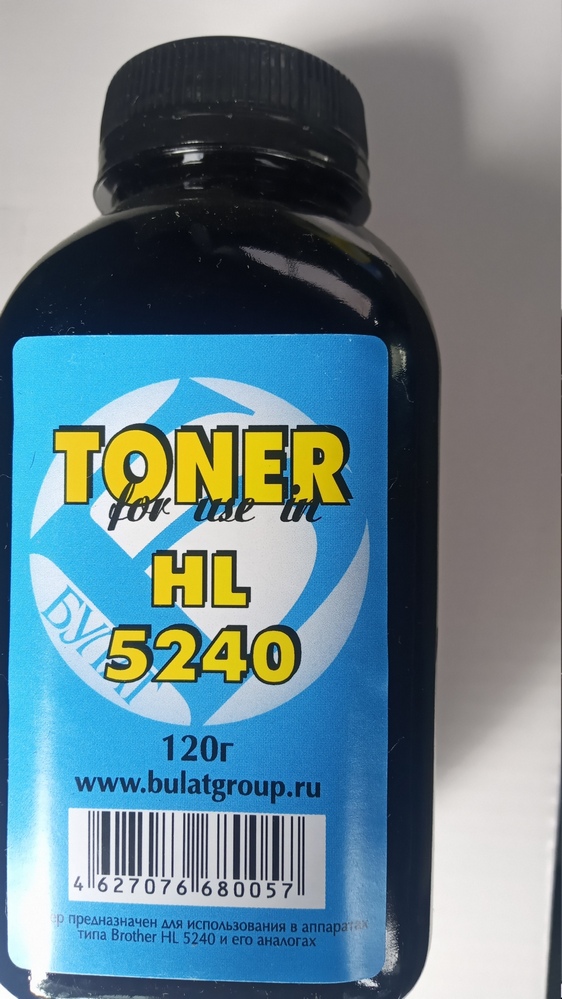 TONER
for use in
HL
5240
БУЛАТ
120г
www.bulatgroup.ru
4 627076 680057
предназначен для использования в аппаратах
типа Brother HL 5240 и его аналогах